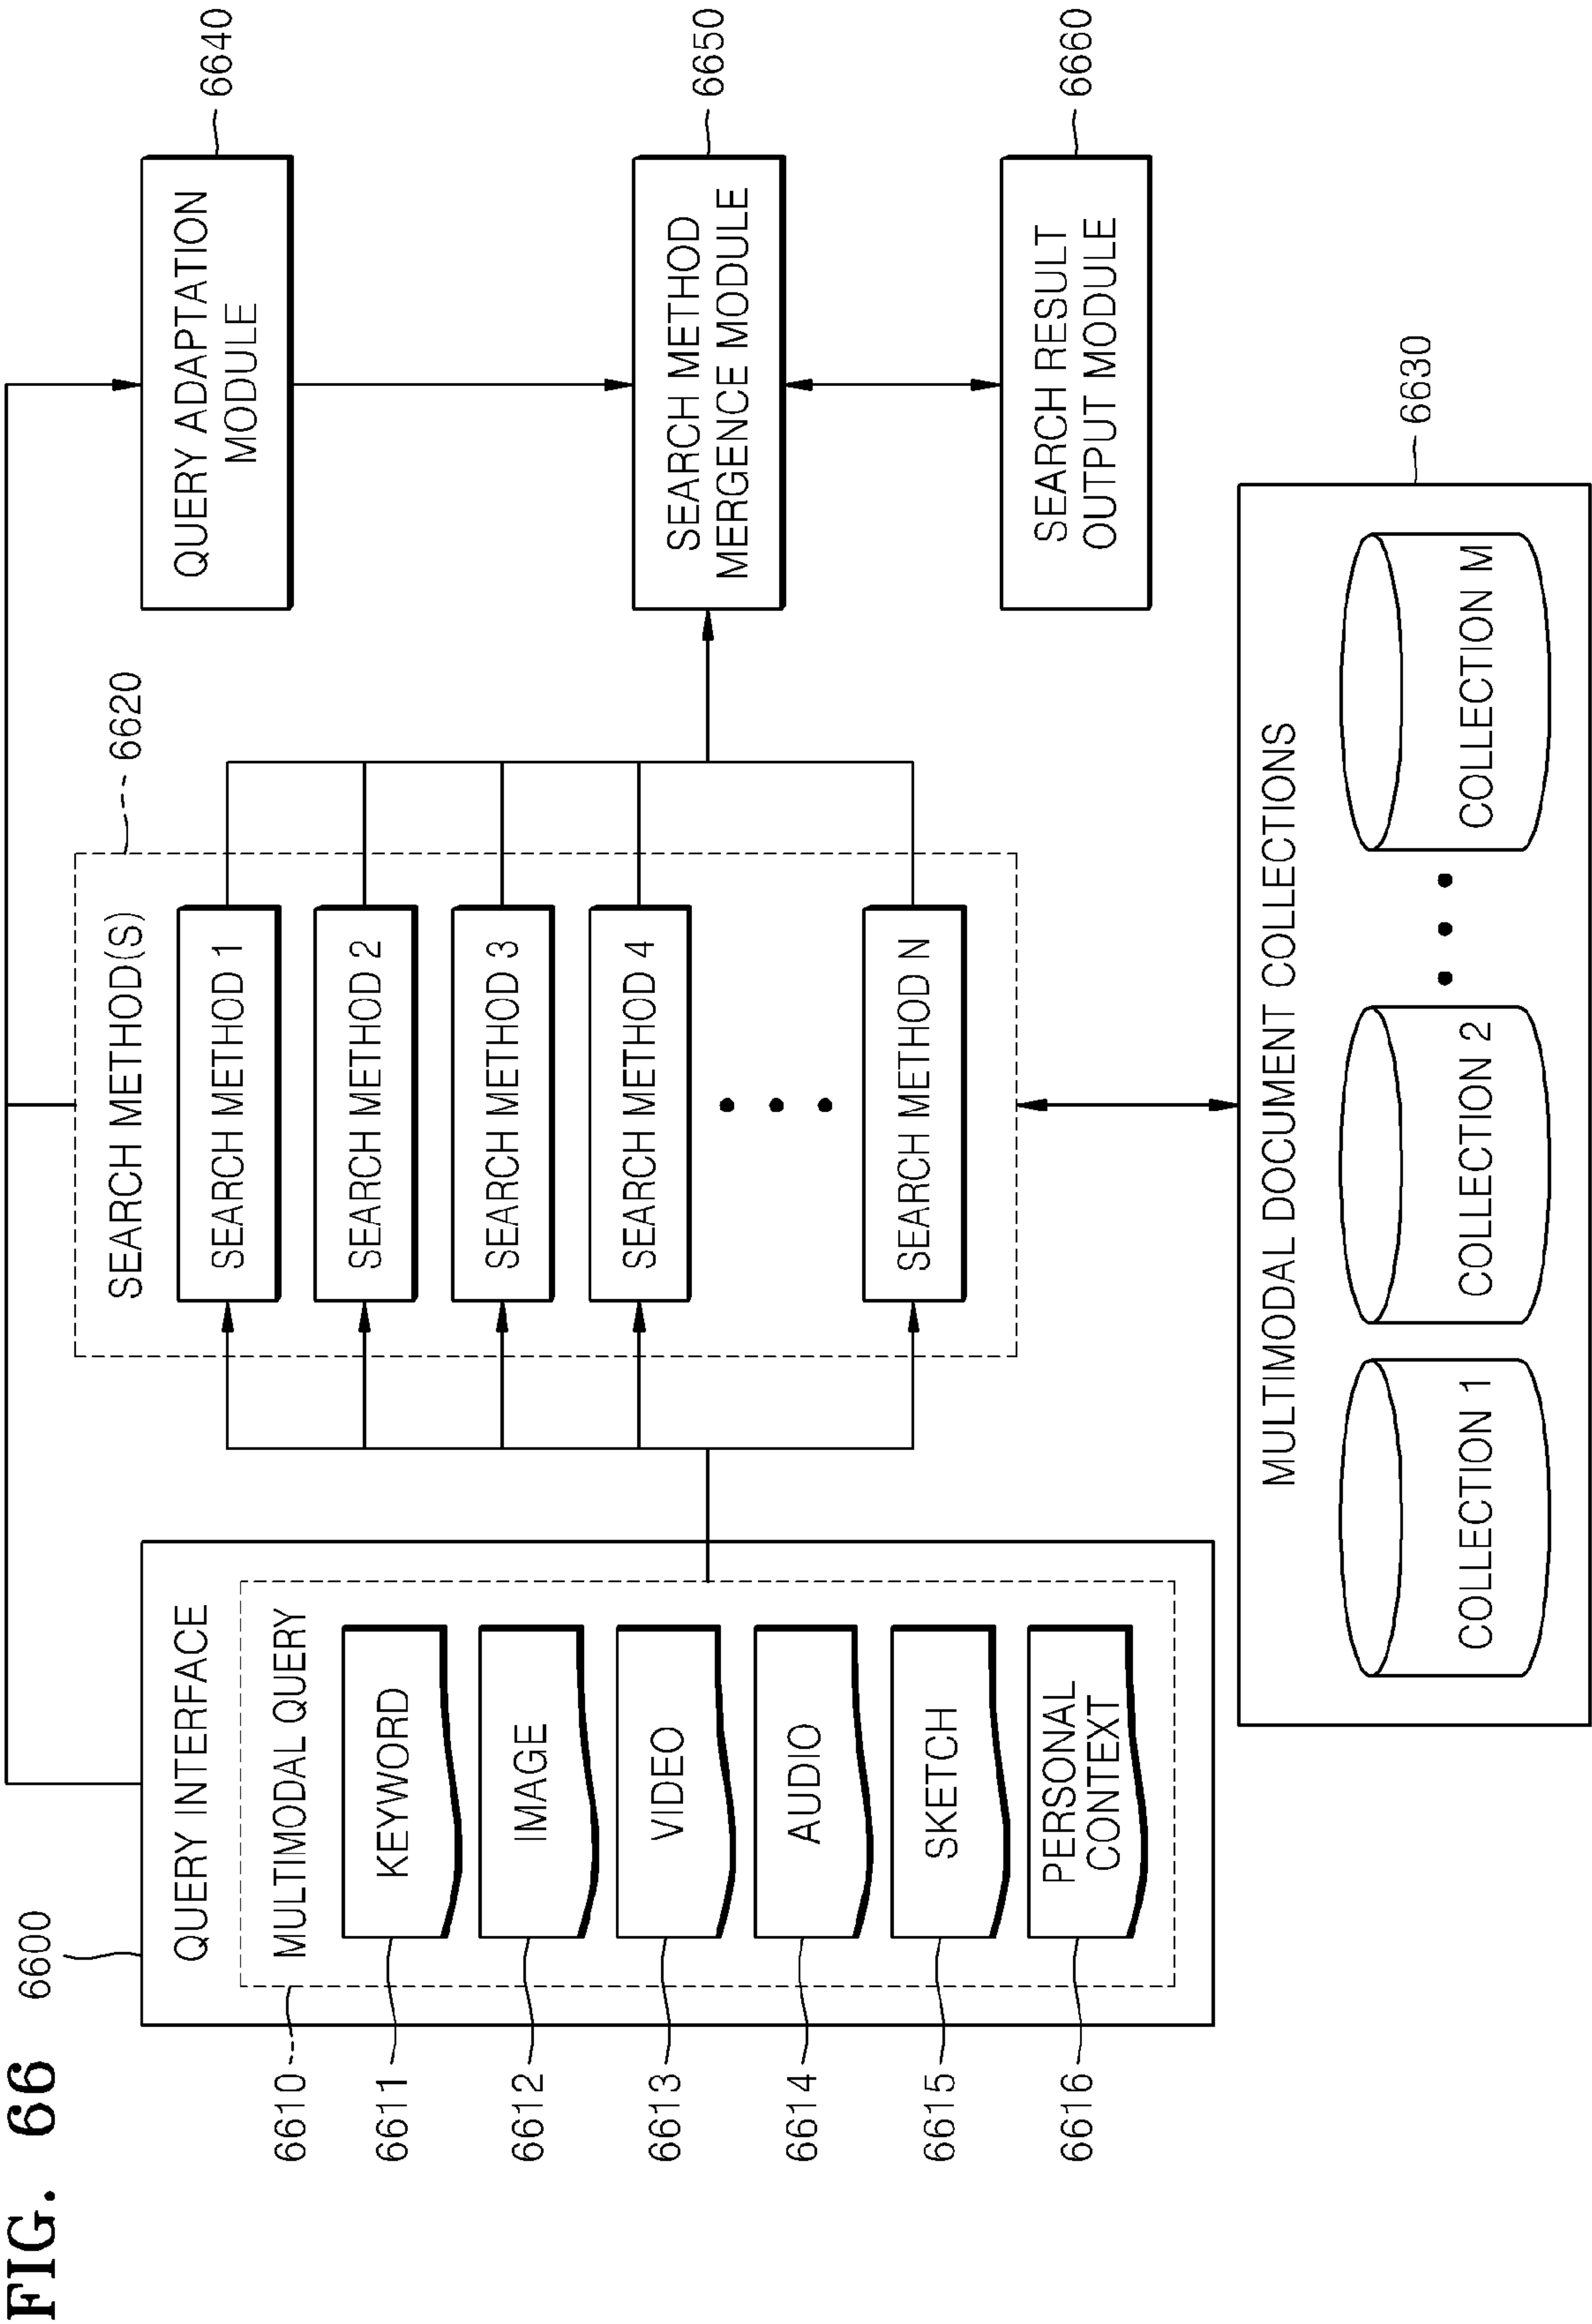 FIG. 66
6600
QUERY INTERFACE
6610
MULTIMODAL QUERY
6611
KEYWORD
6612
IMAGE
6613
VIDEO
6614
AUDIO
6615
SKETCH
6616
PERSONAL
CONTEXT
6620
SEARCH METHOD(S)
SEARCH METHOD 1
SEARCH METHOD 2
SEARCH METHOD 3
SEARCH METHOD 4
SEARCH METHOD N
6640
QUERY ADAPTATION
MODULE
6650
SEARCH METHOD
MERGENCE MODULE
6660
SEARCH RESULT
OUTPUT MODULE
6630
MULTIMODAL DOCUMENT COLLECTIONS
COLLECTION 1
COLLECTION 2
COLLECTION M